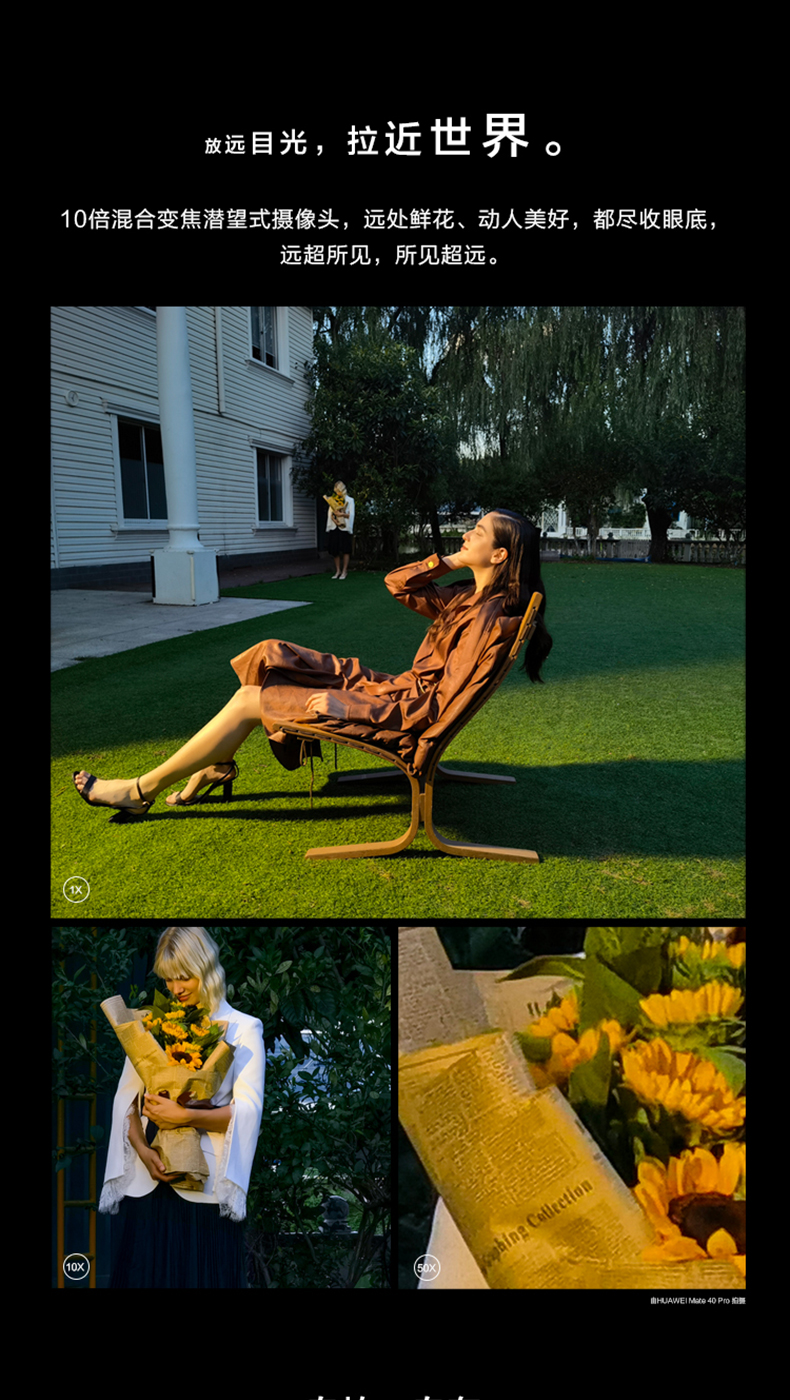 放远目光，拉近世界。
10倍混合变焦潜望式摄像头，远处鲜花、动人美好，都尽收眼底，
远超所见，所见超远。
1X
10X
50X
Collection
由HUAWEI Mate 40 Pro 拍摄